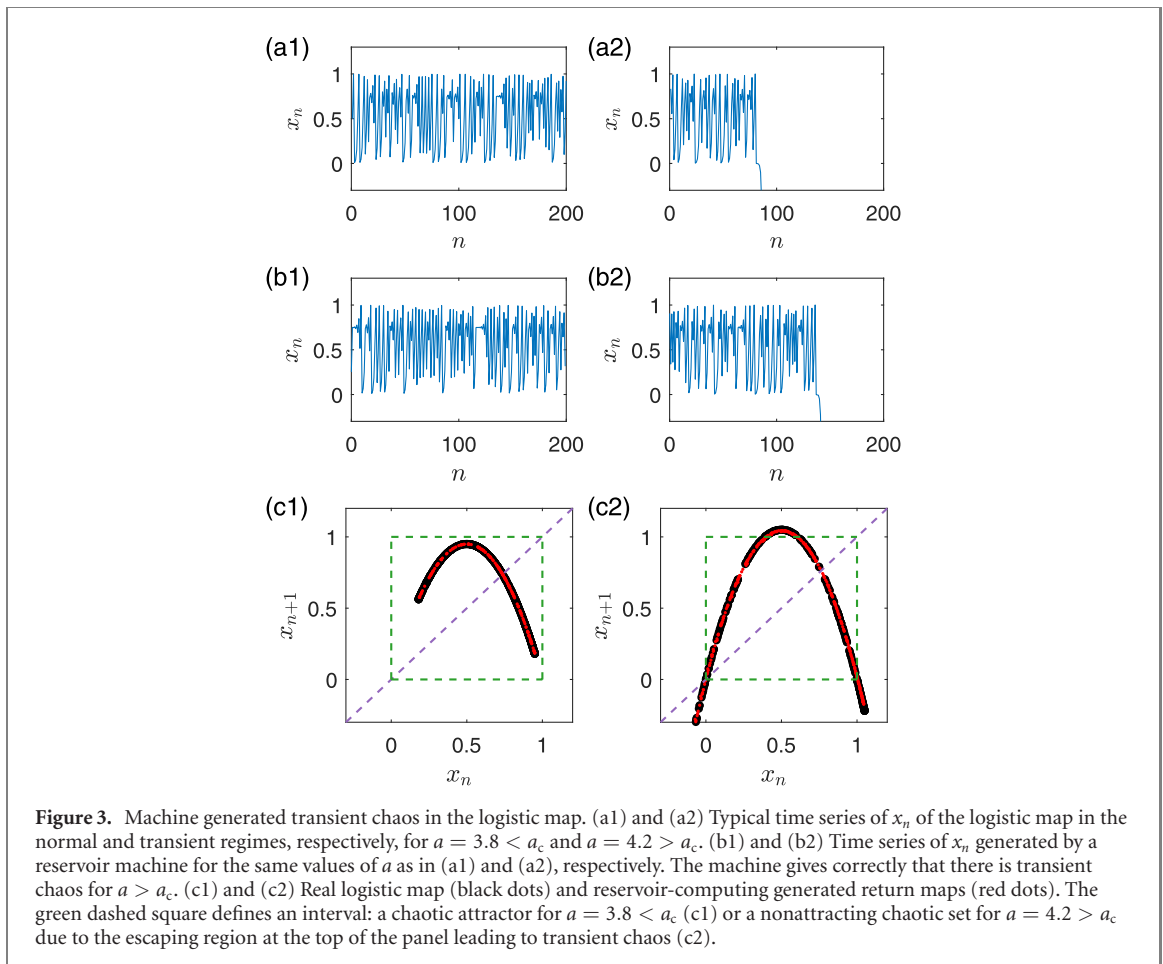 (a1)
(a2)
1
0.5
0
x_n
0 100 200
n
1
0.5
0
x_n
0 100 200
n
(b1)
(b2)
1
0.5
0
x_n
0 100 200
n
1
0.5
0
x_n
0 100 200
n
(c1)
(c2)
1
0.5
0
x_{n+1}
0 0.5 1
x_n
1
0.5
0
x_{n+1}
0 0.5 1
x_n
Figure 3. Machine generated transient chaos in the logistic map. (a1) and (a2) Typical time series of x_n of the logistic map in the
normal and transient regimes, respectively, for a = 3.8 < a_c and a = 4.2 > a_c. (b1) and (b2) Time series of x_n generated by a
reservoir machine for the same values of a as in (a1) and (a2), respectively. The machine gives correctly that there is transient
chaos for a > a_c. (c1) and (c2) Real logistic map (black dots) and reservoir-computing generated return maps (red dots). The
green dashed square defines an interval: a chaotic attractor for a = 3.8 < a_c (c1) or a nonattracting chaotic set for a = 4.2 > a_c
due to the escaping region at the top of the panel leading to transient chaos (c2).